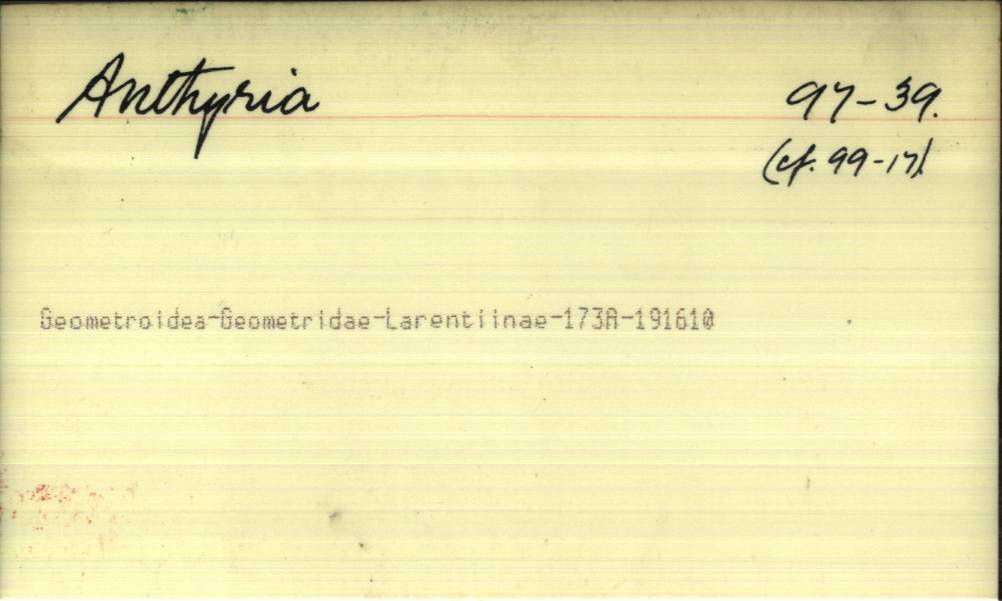 Anthyria 97-39.
(cf. 99-17).
Geometroidea-Geometridae-Larentiinae-173A-191610